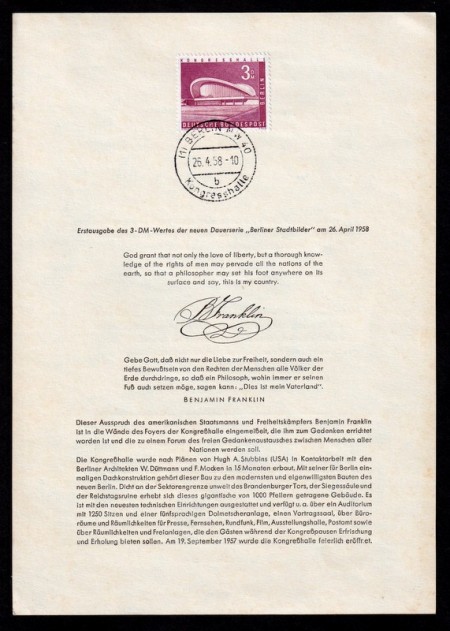 KONGRESSHALLE
3 DM
BERLIN
DEUTSCHE BUNDESPOST
(1) BERLIN NW 40
26.4.58-10
b
Kongresshalle
Erstausgabe des 3-DM-Wertes der neuen Dauerserie „Berliner Stadtbilder" am 26. April 1958
God grant that not only the love of liberty, but a thorough know-
ledge of the rights of men may pervade all the nations of the
earth, so that a philosopher may set his foot anywhere on its
surface and say, this is my country.
B Franklin
Gebe Gott, daß nicht nur die Liebe zur Freiheit, sondern auch ein
tiefes Bewußtsein von den Rechten der Menschen alle Völker der
Erde durchdringe, so daß ein Philosoph, wohin immer er seinen
Fuß auch setzen möge, sagen kann: „Dies ist mein Vaterland".
BENJAMIN FRANKLIN
Dieser Ausspruch des amerikanischen Staatsmanns und Freiheitskämpfers Benjamin Franklin
ist in die Wände des Foyers der Kongreßhalle eingemeißelt, die ihm zum Gedenken errichtet
worden ist und die zu einem Forum des freien Gedankenaustausches zwischen Menschen aller
Nationen werden soll.
Die Kongreßhalle wurde nach Plänen von Hugh A. Stubbins (USA) in Kontaktarbeit mit den
Berliner Architekten W. Düttmann und F. Mocken in 15 Monaten erbaut. Mit seiner für Berlin ein-
maligen Dachkonstruktion gehört dieser Bau zu den modernsten und eigenwilligsten Bauten des
neuen Berlin. Dicht an der Sektorengrenze unweit des Brandenburger Tors, der Siegessäule und
der Reichstagsruine erhebt sich dieses gigantische von 1000 Pfeilern getragene Gebäude. Es
ist mit den neuesten technischen Einrichtungen ausgestattet und verfügt u. a. über ein Auditorium
mit 1250 Sitzen und einer fünfsprachigen Dolmetscheranlage, einen Vortragssaal, über Büro-
räume und Räumlichkeiten für Presse, Fernsehen, Rundfunk, Film, Ausstellungshalle, Postamt sowie
über Räumlichkeiten und Freianlagen, die den Gästen während der Kongreßpausen Erfrischung
und Erholung bieten sollen. Am 19. September 1957 wurde die Kongreßhalle feierlich eröffnet.